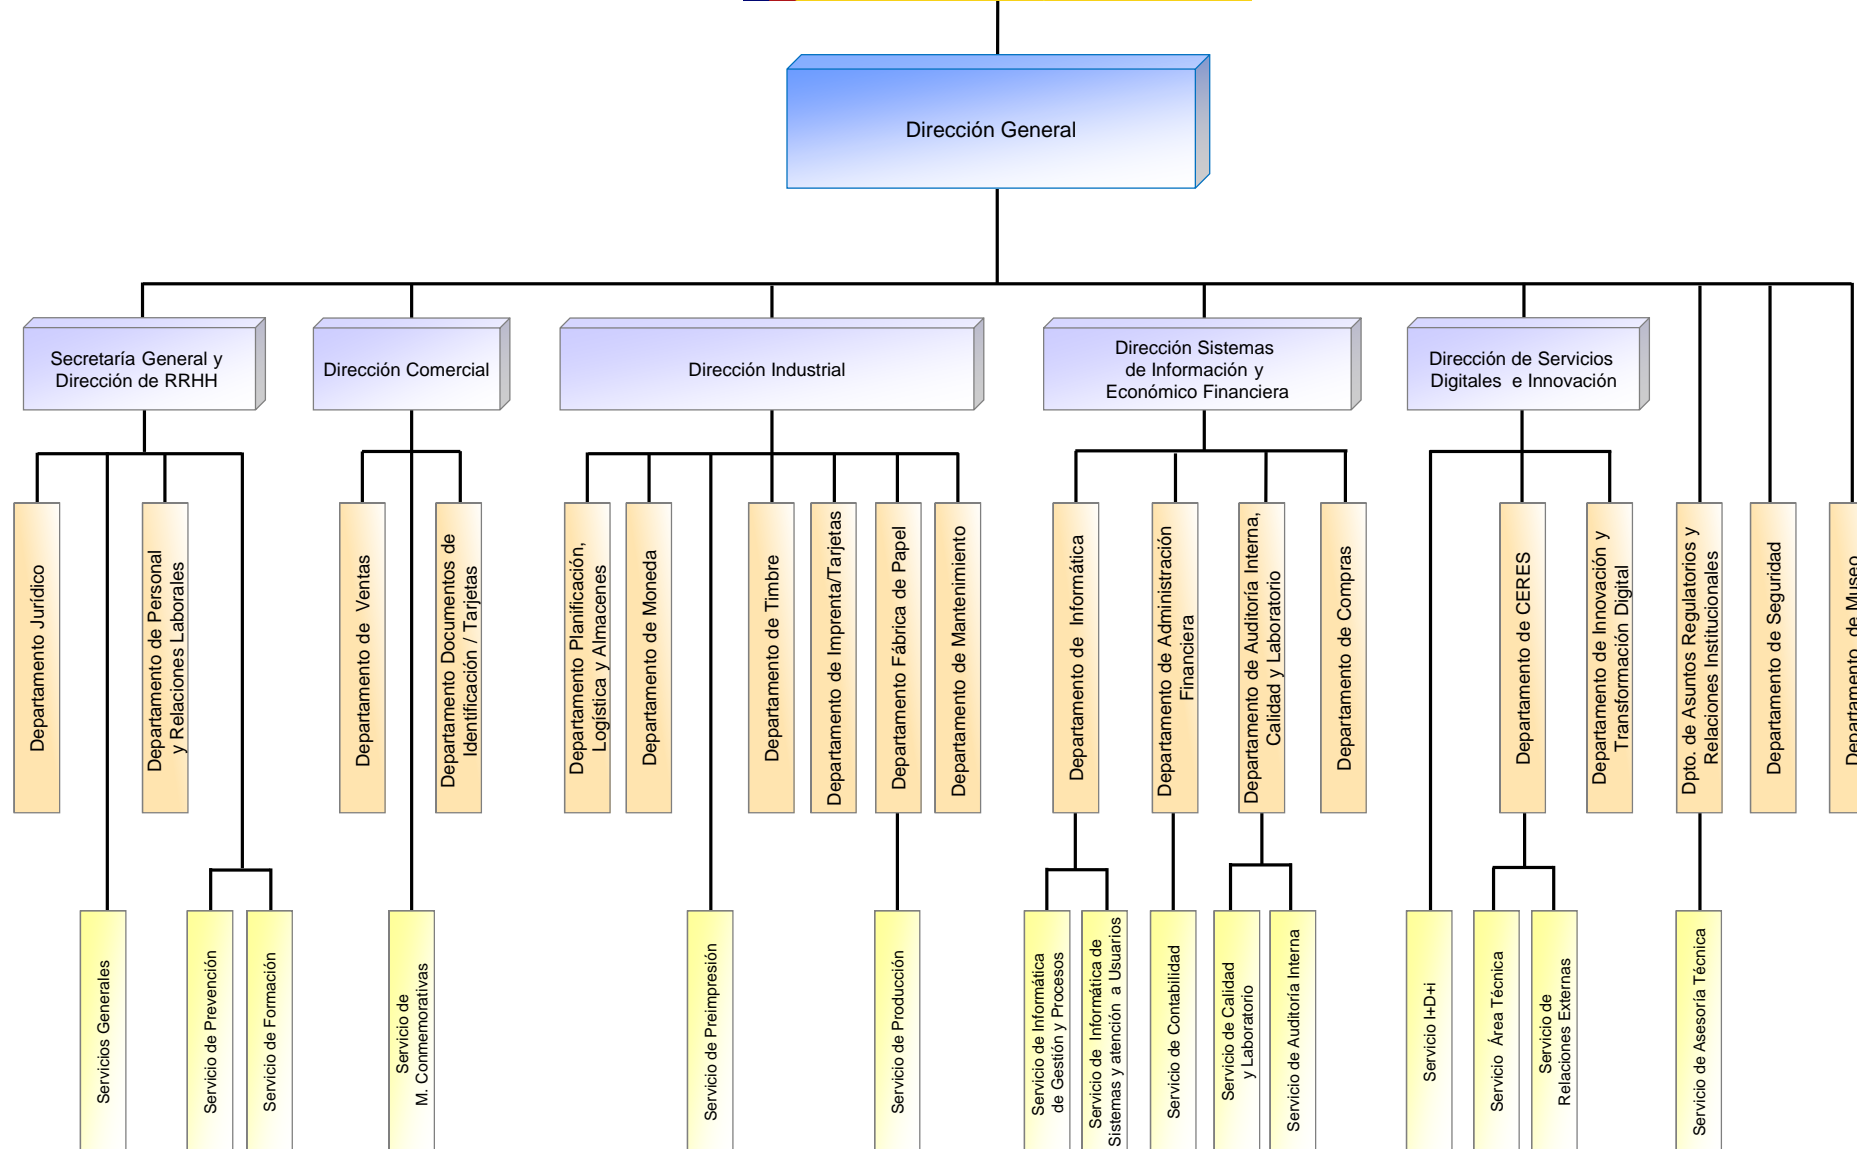 Dirección General
Secretaría General y
Dirección de RRHH
Dirección Comercial
Dirección Industrial
Dirección Sistemas
de Información y
Económico Financiera
Dirección de Servicios
Digitales e Innovación
Departamento Jurídico
Departamento de Personal
y Relaciones Laborales
Departamento de Ventas
Departamento Documentos de
Identificación / Tarjetas
Departamento Planificación,
Logística y Almacenes
Departamento de Moneda
Departamento de Timbre
Departamento de Imprenta/Tarjetas
Departamento Fábrica de Papel
Departamento de Mantenimiento
Departamento de Informática
Departamento de Administración
Financiera
Departamento de Auditoría Interna,
Calidad y Laboratorio
Departamento de Compras
Departamento de CERES
Departamento de Innovación y
Transformación Digital
Dpto. de Asuntos Regulatorios y
Relaciones Institucionales
Departamento de Seguridad
Departamento de Museo
Servicios Generales
Servicio de Prevención
Servicio de Formación
Servicio de
M. Conmemorativas
Servicio de Preimpresión
Servicio de Producción
Servicio de Informática
de Gestión y Procesos
Servicio de Informática de
Sistemas y atención a Usuarios
Servicio de Contabilidad
Servicio de Calidad
y Laboratorio
Servicio de Auditoría Interna
Servicio I+D+i
Servicio Área Técnica
Servicio de
Relaciones Externas
Servicio de Asesoría Técnica